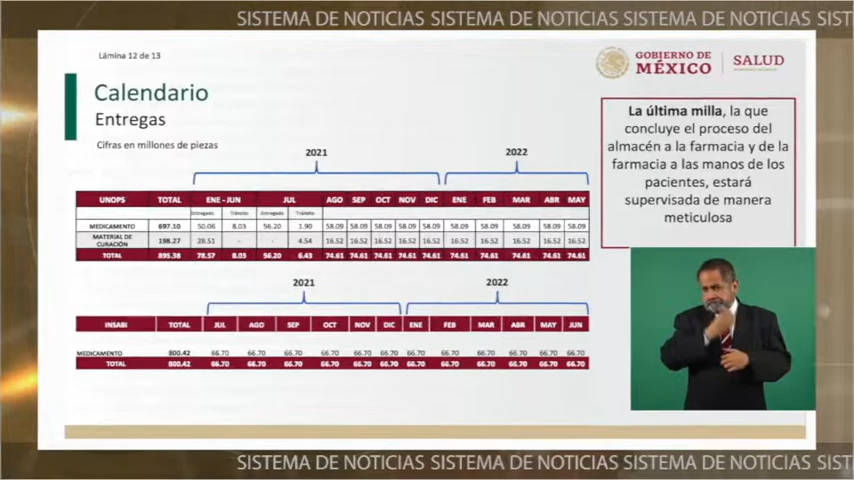 SISTEMA DE NOTICIAS SISTEMA DE NOTICIAS SISTEMA DE NOTICIAS SIST
Lámina 12 de 13
GOBIERNO DE
MÉXICO
SALUD
Calendario
Entregas
Cifras en millones de piezas
La última milla, la que
concluye el proceso del
almacén a la farmacia y de la
farmacia a las manos de los
pacientes, estará
supervisada de manera
meticulosa
2021 2022
UNOPS TOTAL ENE - JUN JUL AGO SEP OCT NOV DIC ENE FEB MAR ABR MAY
Entregado Tránsito Entregado Tránsito
MEDICAMENTO 697.10 50.06 8.03 56.20 1.90 58.09 58.09 58.09 58.09 58.09 58.09 58.09 58.09 58.09 58.09
MATERIAL DE
CURACIÓN 198.27 28.51 - - 4.54 16.52 16.52 16.52 16.52 16.52 16.52 16.52 16.52 16.52 16.52
TOTAL 895.38 78.57 8.03 56.20 6.43 74.61 74.61 74.61 74.61 74.61 74.61 74.61 74.61 74.61 74.61
2021 2022
INSABI TOTAL JUL AGO SEP OCT NOV DIC ENE FEB MAR ABR MAY JUN
MEDICAMENTO 800.42 66.70 66.70 66.70 66.70 66.70 66.70 66.70 66.70 66.70 66.70 66.70 66.70
TOTAL 800.42 66.70 66.70 66.70 66.70 66.70 66.70 66.70 66.70 66.70 66.70 66.70 66.70
SISTEMA DE NOTICIAS SISTEMA DE NOTICIAS SISTEMA DE NOTICIAS SIST